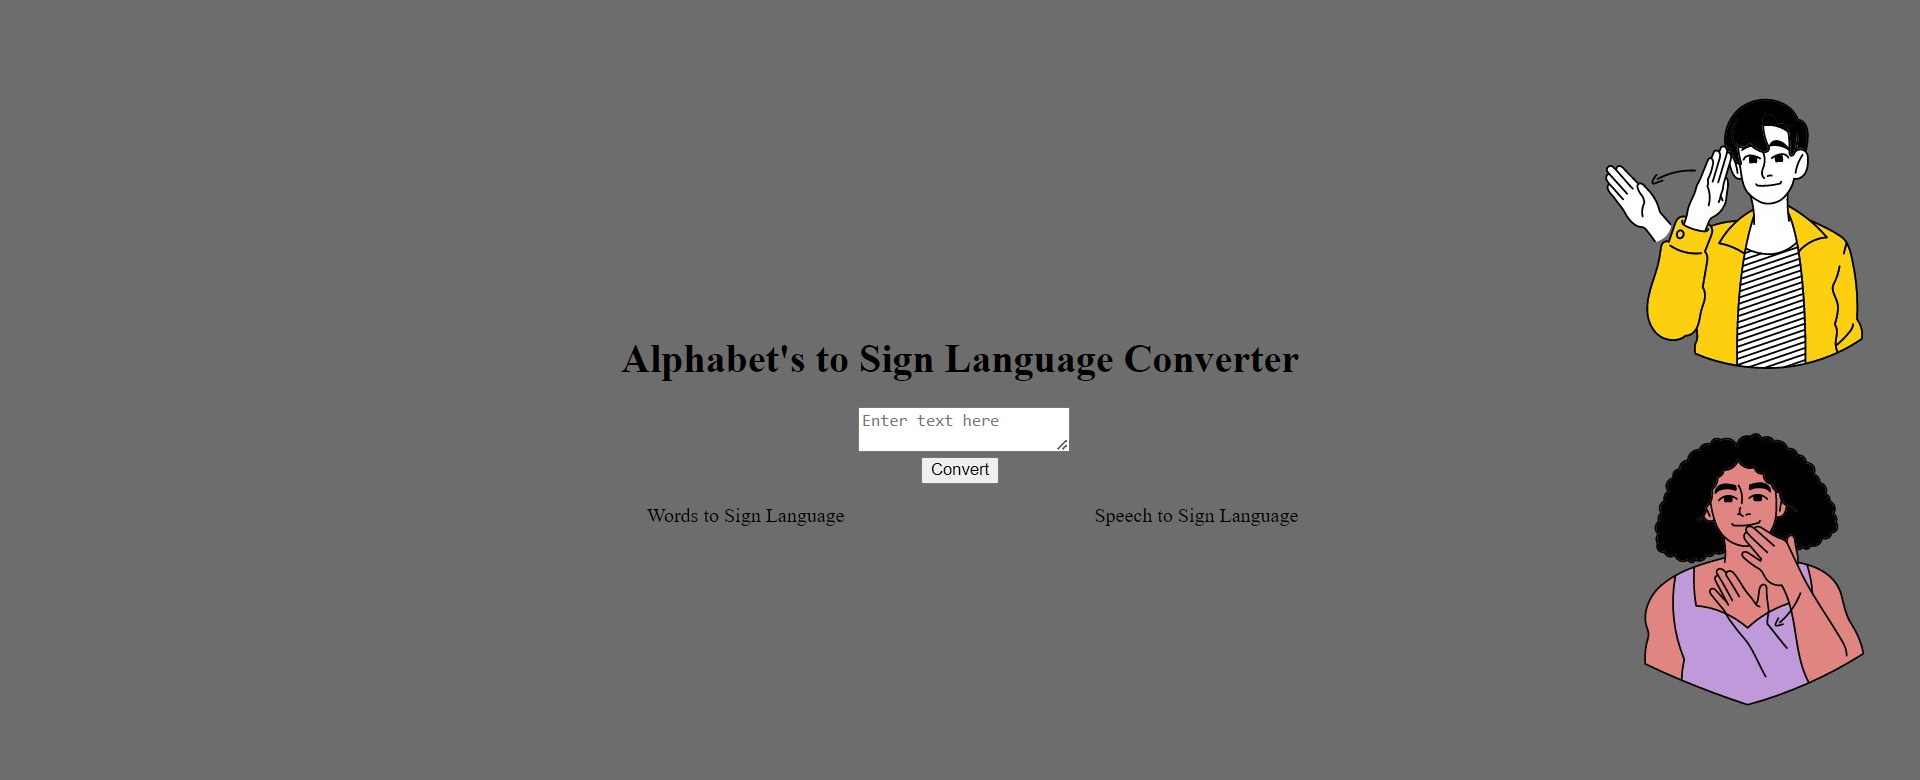 Alphabet's to Sign Language Converter
Enter text here
Convert
Words to Sign Language
Speech to Sign Language